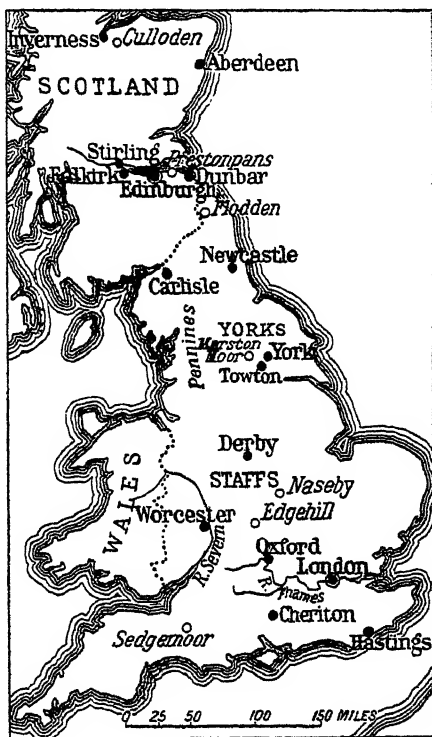 Inverness
Culloden
Aberdeen
SCOTLAND
Stirling
Prestonpans
Falkirk
Dunbar
Edinburgh
Flodden
Newcastle
Carlisle
Pennines
YORKS
Marston
Moor
York
Towton
Derby
WALES
STAFFS
Naseby
Edgehill
Worcester
R. Severn
Oxford
London
R. Thames
Cheriton
Sedgemoor
Hastings
0 25 50 100 150 MILES